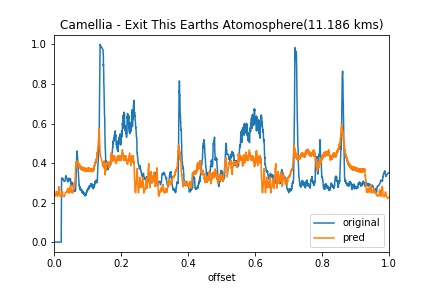 Camellia - Exit This Earths Atomosphere(11.186 kms)
1.0
0.8
0.6
0.4
0.2
0.0
0.0 0.2 0.4 0.6 0.8 1.0
offset
original
pred